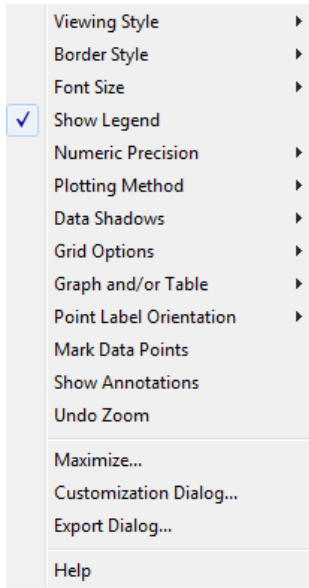 Viewing Style
Border Style
Font Size
Show Legend
Numeric Precision
Plotting Method
Data Shadows
Grid Options
Graph and/or Table
Point Label Orientation
Mark Data Points
Show Annotations
Undo Zoom
Maximize...
Customization Dialog...
Export Dialog...
Help